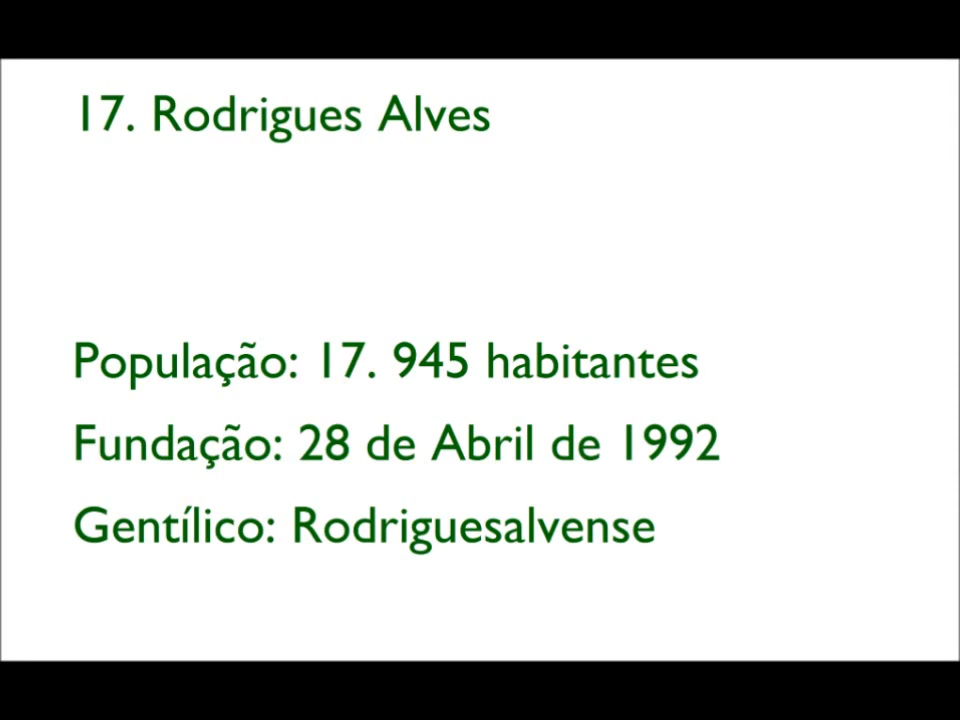 17. Rodrigues Alves
População: 17. 945 habitantes
Fundação: 28 de Abril de 1992
Gentílico: Rodriguesalvense